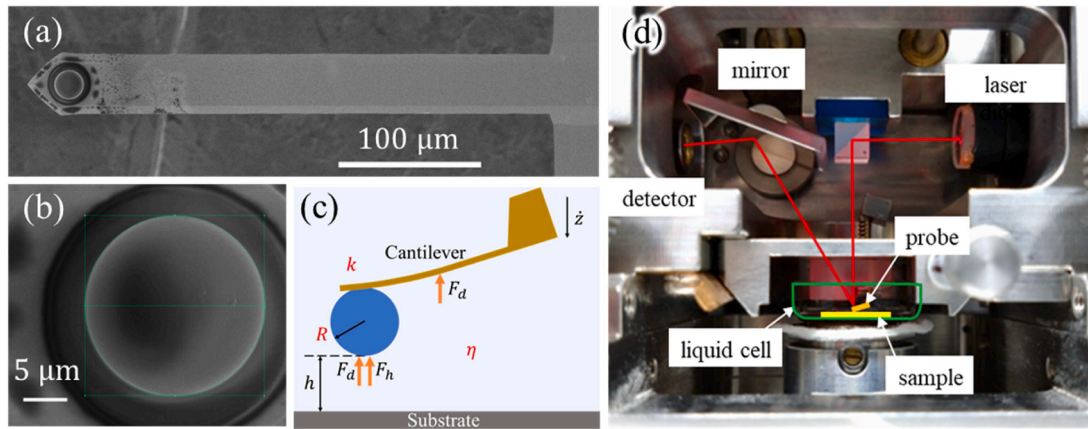 (a)
100 μm
(b)
5 μm
(c)
ż
Cantilever
k
F_d
R
η
h
F_d
F_h
Substrate
(d)
mirror
laser
detector
probe
liquid cell
sample